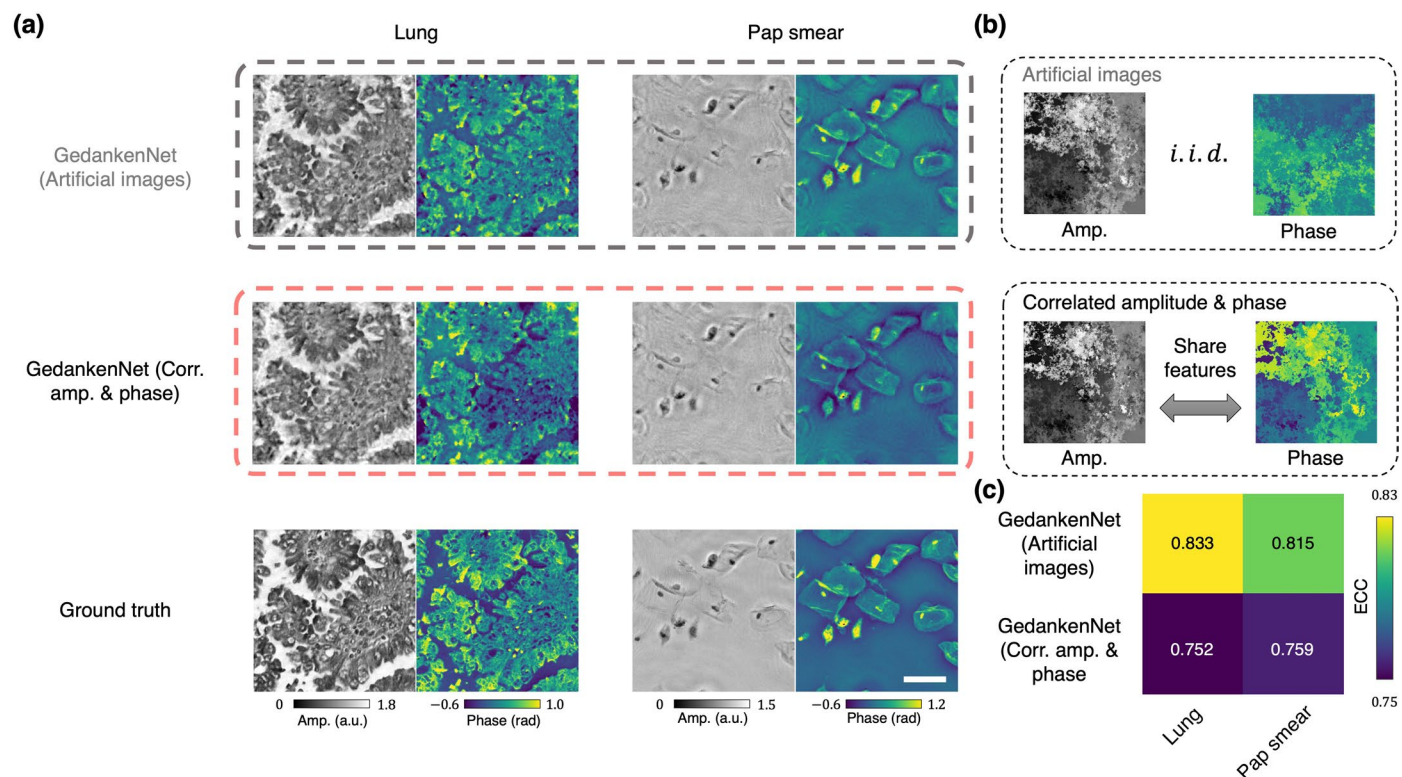 (a)
Lung
Pap smear
GedankenNet
(Artificial images)
GedankenNet (Corr.
amp. & phase)
Ground truth
0
1.8
Amp. (a.u.)
−0.6
1.0
Phase (rad)
0
1.5
Amp. (a.u.)
−0.6
1.2
Phase (rad)
(b)
Artificial images
i.i.d.
Amp.
Phase
Correlated amplitude & phase
Share
features
Amp.
Phase
(c)
GedankenNet
(Artificial
images)
0.833
0.815
GedankenNet
(Corr. amp. &
phase
0.752
0.759
Lung
Pap smear
0.83
ECC
0.75